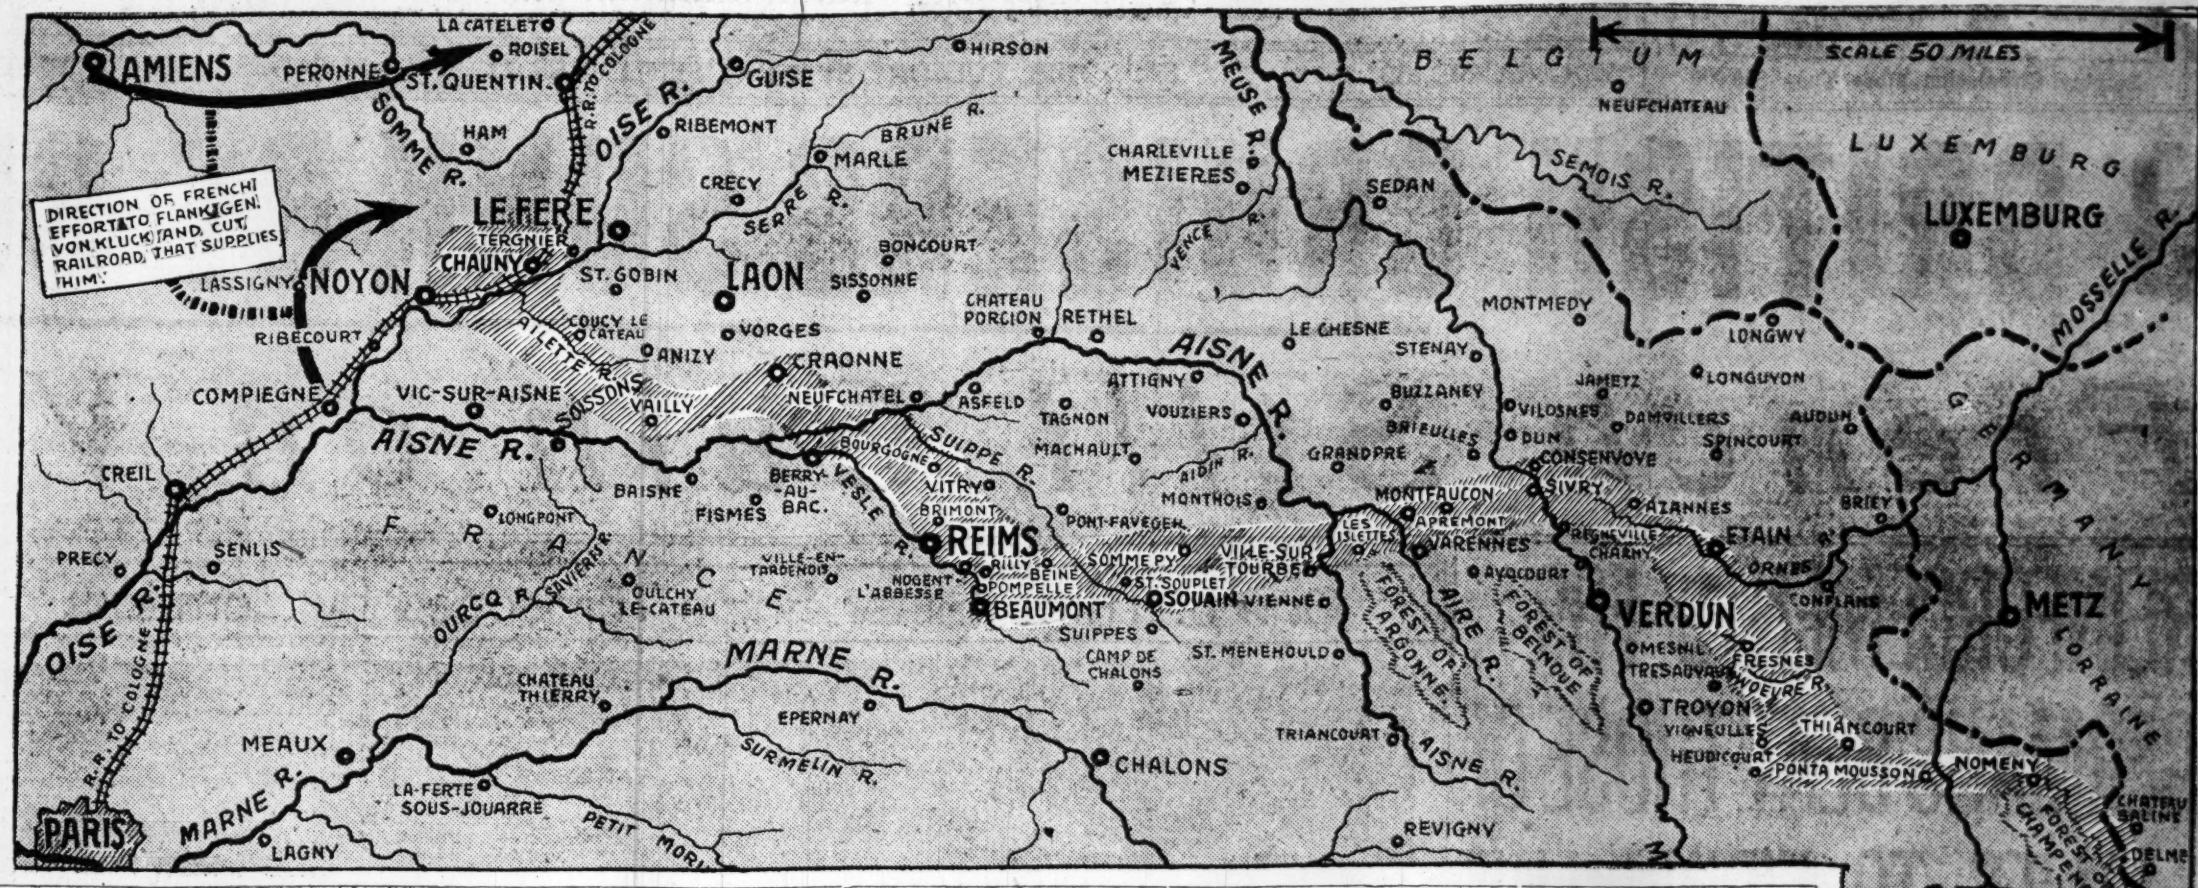 LA CATELET
ROISEL
HIRSON
AMIENS
PERONNE
ST. QUENTIN
R.R. TO COLOGNE
GUISE
MEUSE R.
BELGIUM
SCALE 50 MILES
NEUFCHATEAU
SOMME R.
HAM
OISE R.
RIBEMONT
BRUNE R.
MARLE
CHARLEVILLE
MEZIERES
SEMOIS R.
LUXEMBURG
SEDAN
LUXEMBURG
DIRECTION OF FRENCH
EFFORT TO FLANK GEN.
VON KLUCK AND CUT
RAILROAD THAT SUPPLIES
HIM.
CRECY
SERRE R.
LE FERE
TERGNIER
CHAUNY
ST. GOBIN
LAON
BONCOURT
SISSONNE
VENCE R.
LASSIGNY
NOYON
RIBECOURT
COUCY LE
CATEAU
ANIZY
VORGES
CHATEAU
PORCION
RETHEL
LE CHESNE
MONTMEDY
STENAY
LONGWY
MOSSELLE R.
AILETTE R.
CRAONNE
AISNE R.
ATTIGNY
COMPIEGNE
VIC-SUR-AISNE
SOISSONS
VAILLY
NEUFCHATEL
ASFELD
TAGNON
VOUZIERS
BUZZANEY
VILOSNES
JAMETZ
LONGUYON
DAMVILLERS
AUDUN
GERMANY
AISNE R.
MACHAULT
AIDIN R.
GRANDPRE
BRIEULLES
DUN
SPINCOURT
CONSENVOYE
CREIL
BAISNE
FISMES
BERRY-
-AU-
BAC.
VESLE
R.
BOURGOGNE
SUIPPE R.
VITRY
BRIMONT
MONTHOIS
MONTFAUCON
SIVRY
AZANNES
BRIEY
FRANCE
LONGPONT
PONT-FAVEGER
LES
ISLETTES
APREMONT
VARENNES
REGNEVILLE
CHARNY
ETAIN
ORNES
R.
PRECY
SENLIS
SAVIERES R.
OULCHY
LE-CATEAU
VILLE-EN-
TARDENOIS
REIMS
NOGENT
L'ABBESSE
RILLY
BEINE
POMPELLE
BEAUMONT
SOMMEPY
ST. SOUPLET
SOUAIN
VILLE-SUR
TOURBE
VIENNE
AVOCOURT
CONFLANS
VERDUN
METZ
OISE R.
OURCQ R.
MARNE R.
SUIPPES
CAMP DE
CHALONS
ST. MENEHOULD
FOREST OF
ARGONNE
AIRE R.
FOREST OF
BELNOUE
MESNIL
TRESAUVAUX
FRESNES
WOEVRE R.
LORRAINE
R.R. TO COLOGNE
CHATEAU
THIERRY
EPERNAY
TRIANCOURT
TROYON
VIGNEULLES
THIANCOURT
HEUDICOURT
PONTA MOUSSON
NOMENY
MEAUX
SURMELIN R.
CHALONS
AISNE R.
MARNE R.
LA-FERTE
SOUS-JOUARRE
PETIT MORIN
PARIS
LAGNY
REVIGNY
M
FOREST OF
CHAMPEN
CHATEAU
SALINE
DELME